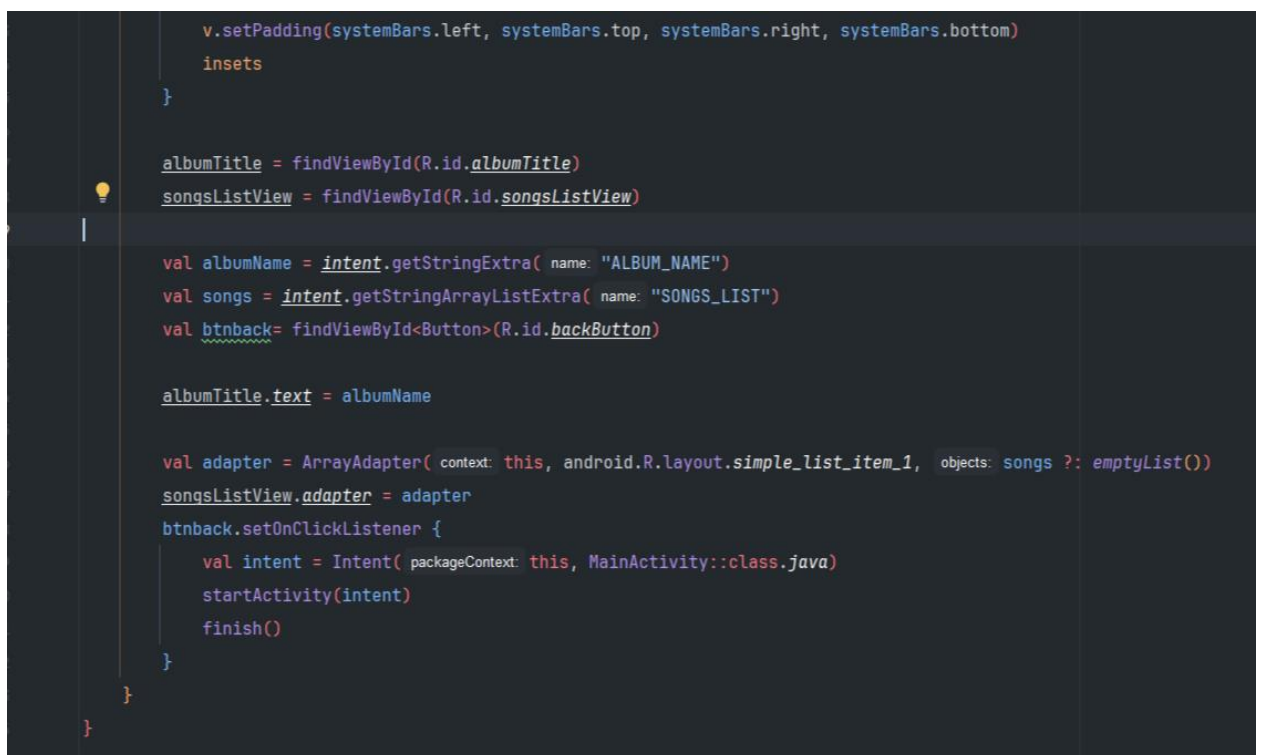 v.setPadding(systemBars.left, systemBars.top, systemBars.right, systemBars.bottom)
insets
}
albumTitle = findViewById(R.id.albumTitle)
songsListView = findViewById(R.id.songsListView)
val albumName = intent.getStringExtra( name: "ALBUM_NAME")
val songs = intent.getStringArrayListExtra( name: "SONGS_LIST")
val btnback= findViewById<Button>(R.id.backButton)
albumTitle.text = albumName
val adapter = ArrayAdapter( context: this, android.R.layout.simple_list_item_1, objects: songs ?: emptyList())
songsListView.adapter = adapter
btnback.setOnClickListener {
val intent = Intent( packageContext: this, MainActivity::class.java)
startActivity(intent)
finish()
}
}
}